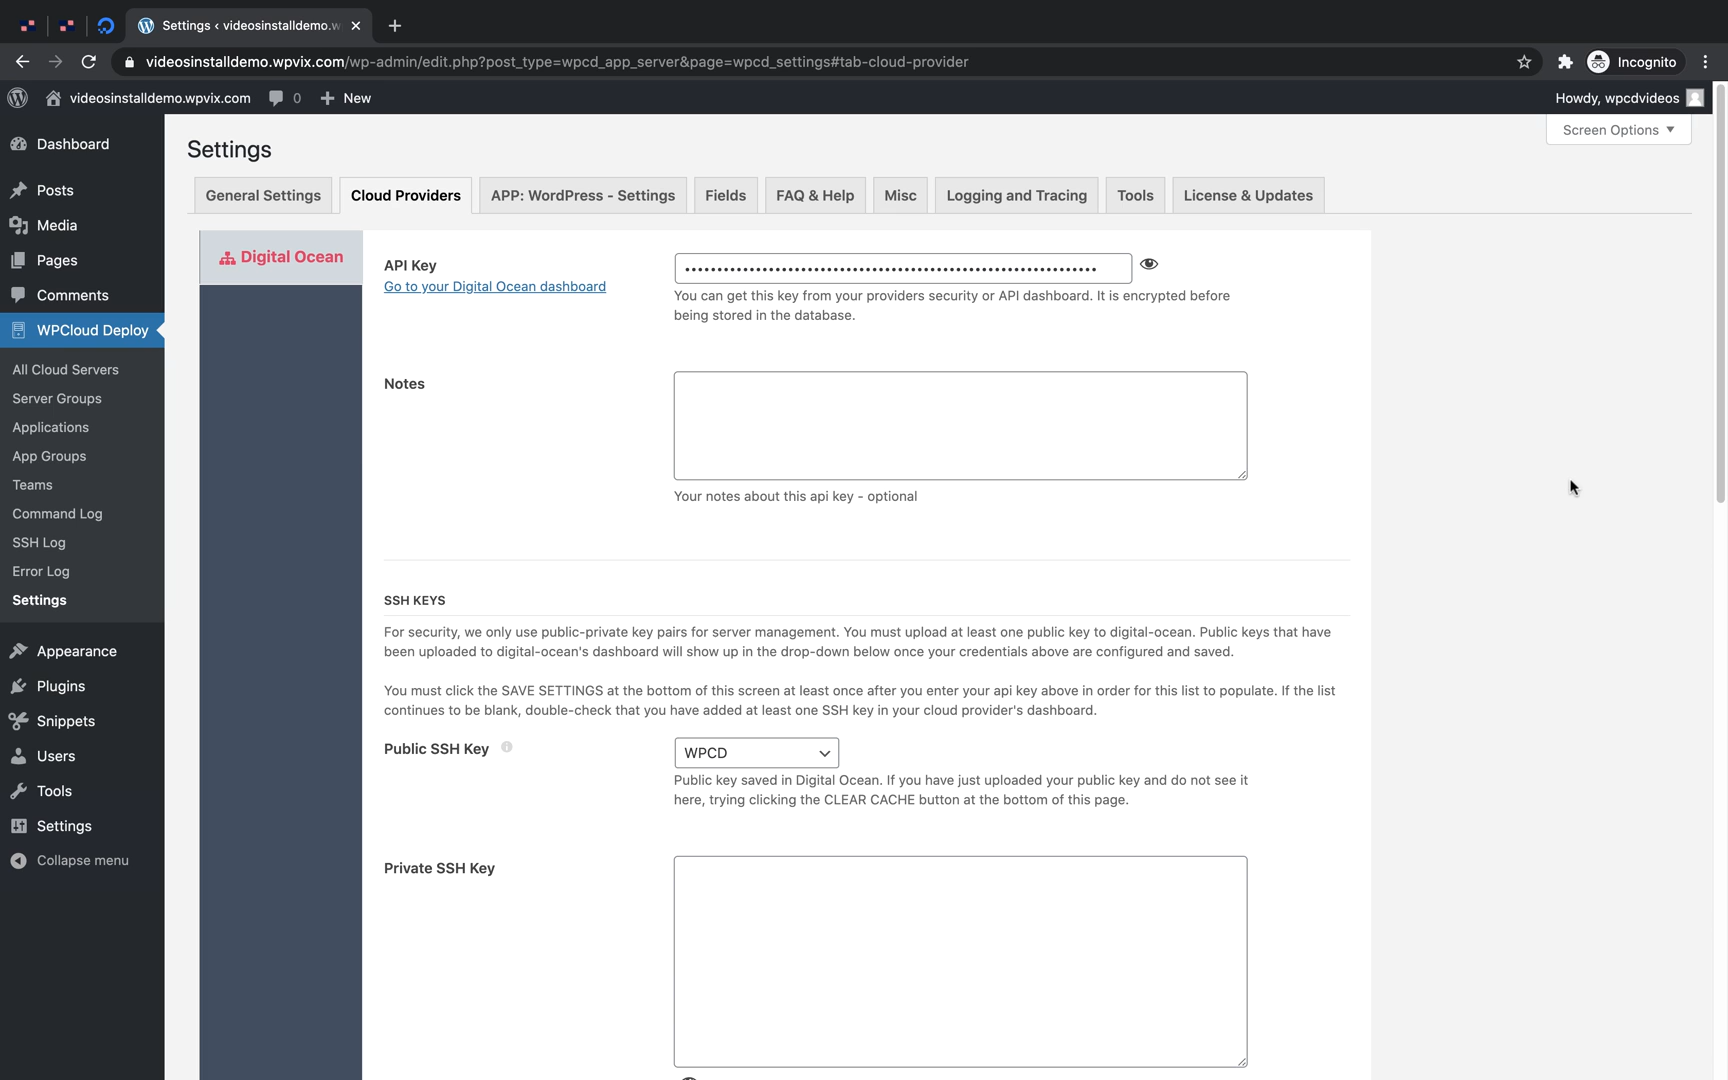 Settings ‹ videosinstalldemo.w
videosinstalldemo.wpvix.com/wp-admin/edit.php?post_type=wpcd_app_server&page=wpcd_settings#tab-cloud-provider
Incognito
videosinstalldemo.wpvix.com
0
New
Howdy, wpcdvideos
Screen Options
Dashboard
Posts
Media
Pages
Comments
WPCloud Deploy
All Cloud Servers
Server Groups
Applications
App Groups
Teams
Command Log
SSH Log
Error Log
Settings
Appearance
Plugins
Snippets
Users
Tools
Settings
Collapse menu
Settings
General Settings
Cloud Providers
APP: WordPress - Settings
Fields
FAQ & Help
Misc
Logging and Tracing
Tools
License & Updates
Digital Ocean
API Key
Go to your Digital Ocean dashboard
You can get this key from your providers security or API dashboard. It is encrypted before
being stored in the database.
Notes
Your notes about this api key - optional
SSH KEYS
For security, we only use public-private key pairs for server management. You must upload at least one public key to digital-ocean. Public keys that have
been uploaded to digital-ocean's dashboard will show up in the drop-down below once your credentials above are configured and saved.
You must click the SAVE SETTINGS at the bottom of this screen at least once after you enter your api key above in order for this list to populate. If the list
continues to be blank, double-check that you have added at least one SSH key in your cloud provider's dashboard.
Public SSH Key
WPCD
Public key saved in Digital Ocean. If you have just uploaded your public key and do not see it
here, trying clicking the CLEAR CACHE button at the bottom of this page.
Private SSH Key